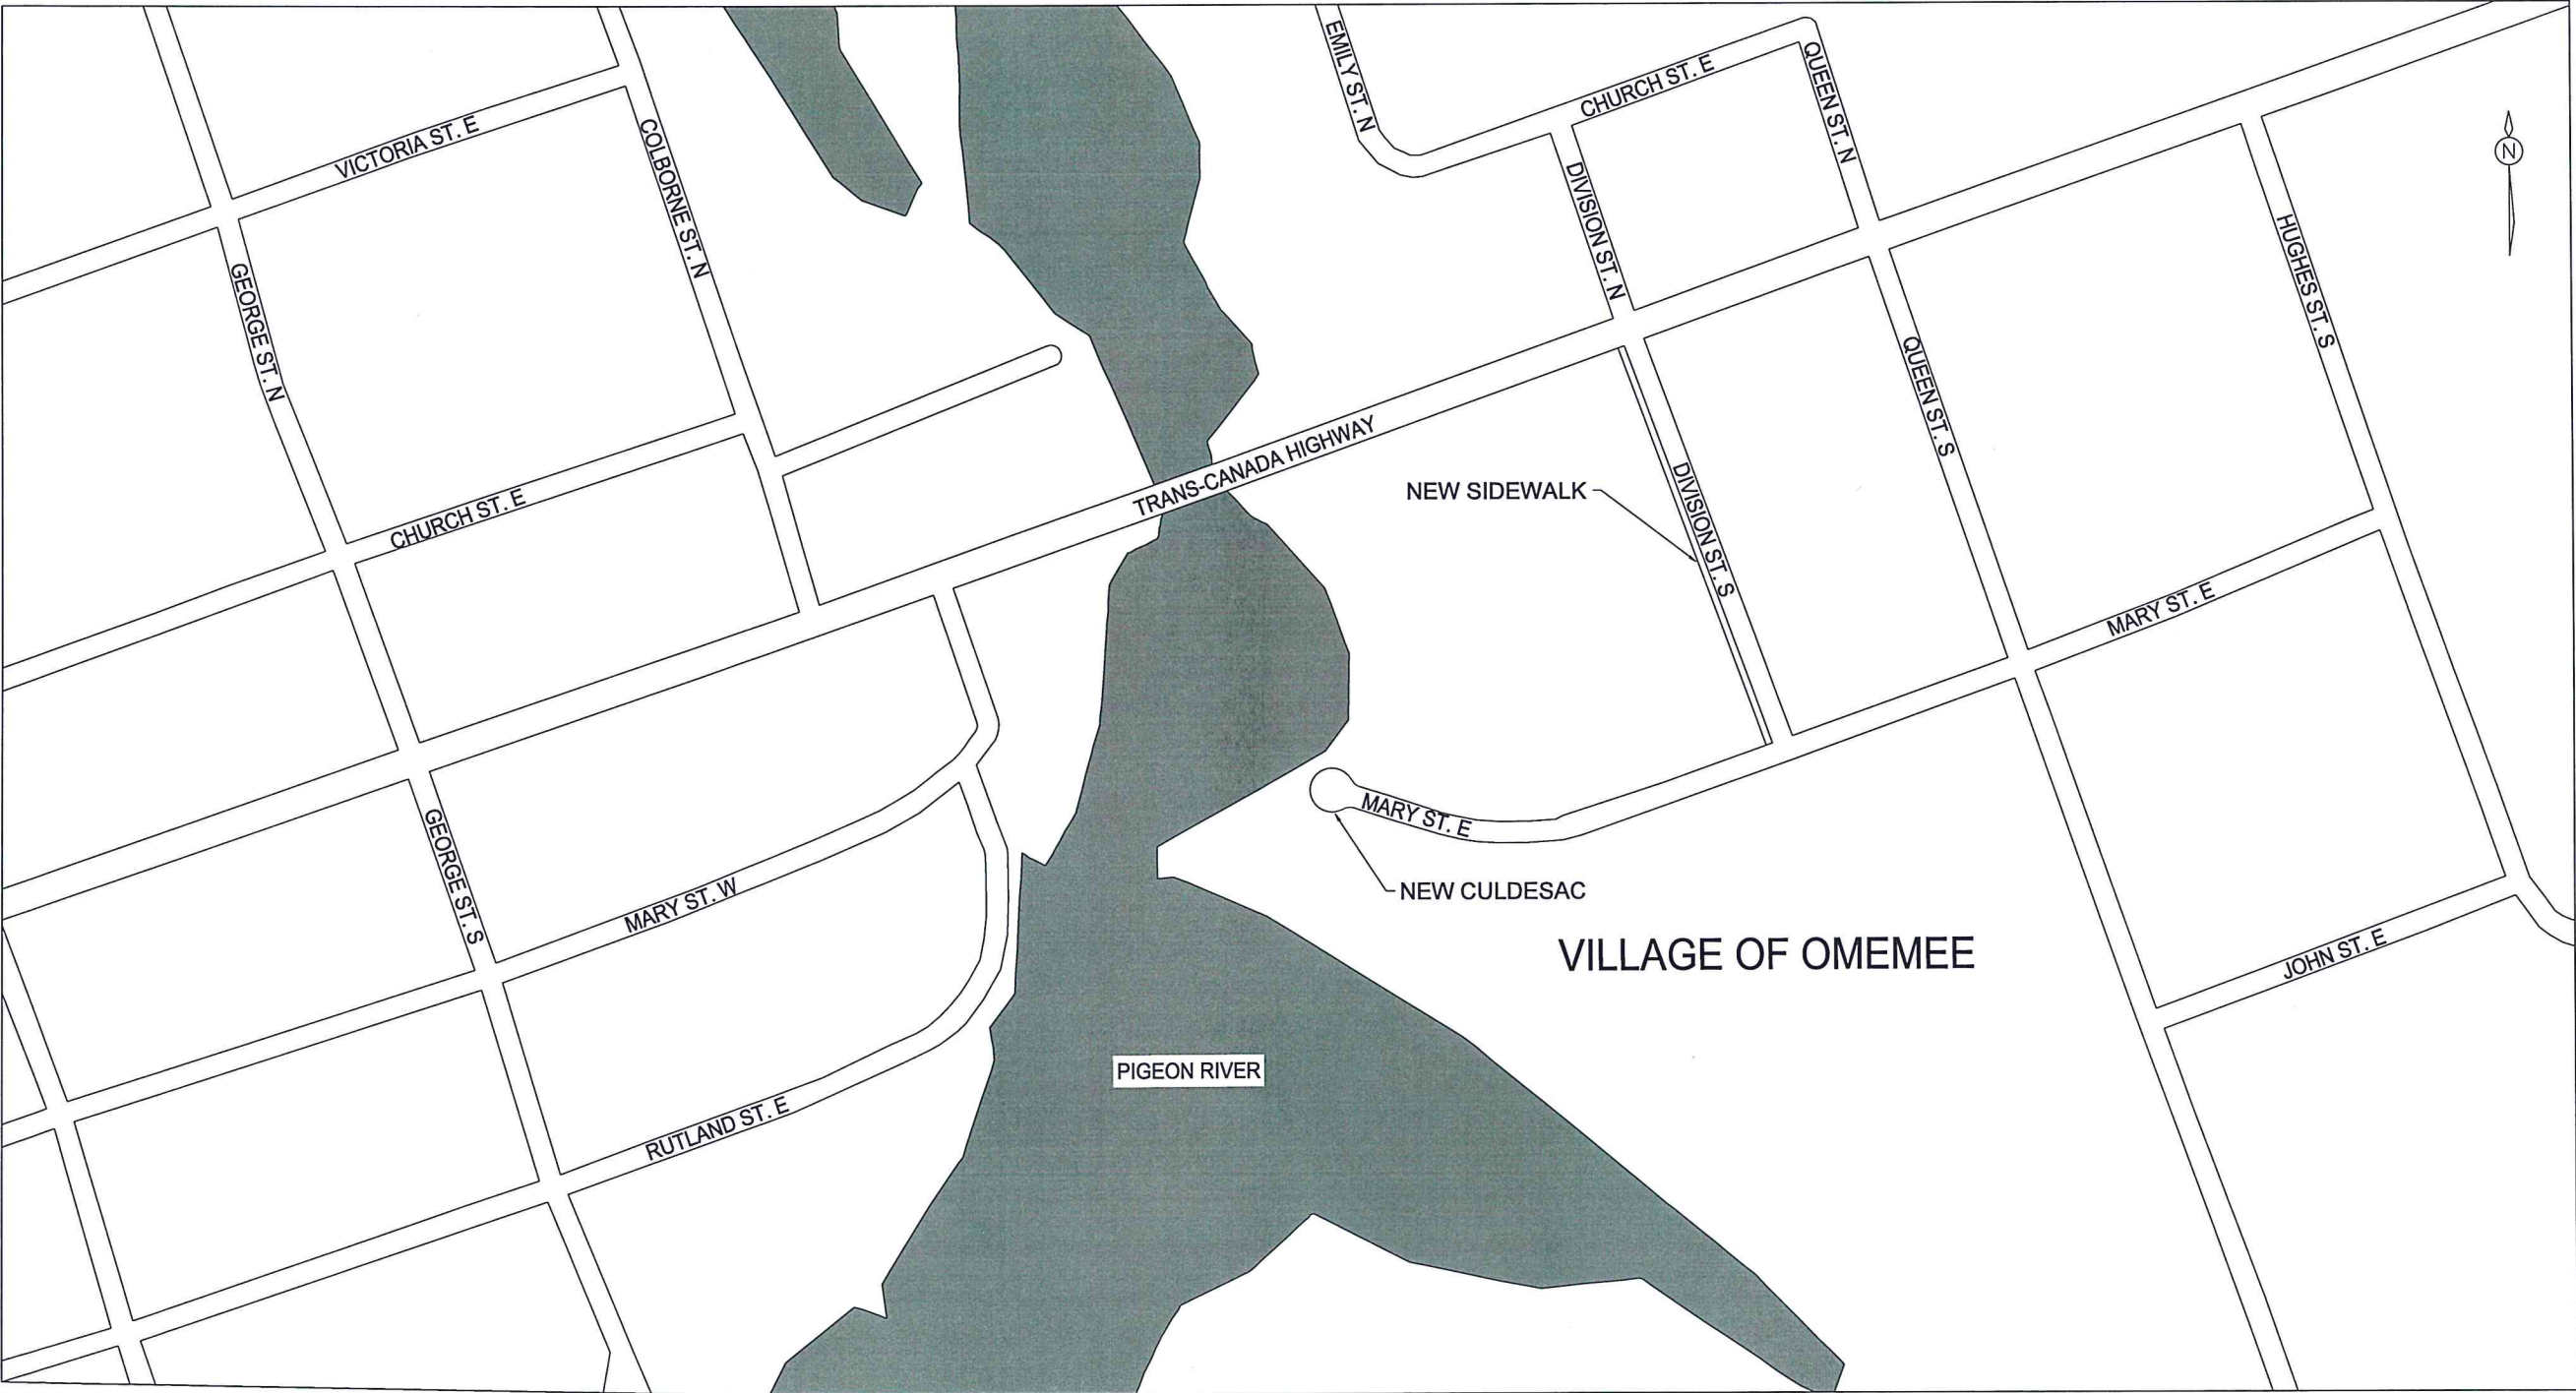 EMILY ST. N
CHURCH ST. E
QUEEN ST. N
VICTORIA ST. E
COLBORNE ST. N
N
DIVISION ST. N
HUGHES ST. S
GEORGE ST. N
QUEEN ST. S
TRANS-CANADA HIGHWAY
NEW SIDEWALK
DIVISION ST. S
CHURCH ST. E
MARY ST. E
MARY ST. E
GEORGE ST. S
MARY ST. W
NEW CULDESAC
VILLAGE OF OMEMEE
JOHN ST. E
PIGEON RIVER
RUTLAND ST. E